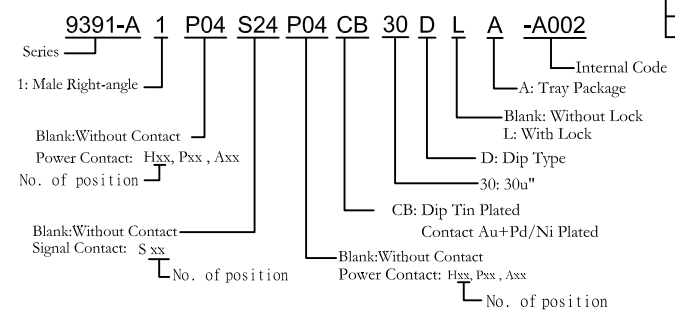 9391-A 1 P04 S24 P04 CB 30 D L A -A002
Series
Internal Code
1: Male Right-angle
A: Tray Package
Blank: Without Lock
L: With Lock
Blank:Without Contact
Power Contact: Hxx, Pxx , Axx
D: Dip Type
No. of position
30: 30u"
CB: Dip Tin Plated
Contact Au+Pd/Ni Plated
Blank:Without Contact
Signal Contact: S xx
No. of position
Blank:Without Contact
Power Contact: Hxx, Pxx , Axx
No. of position